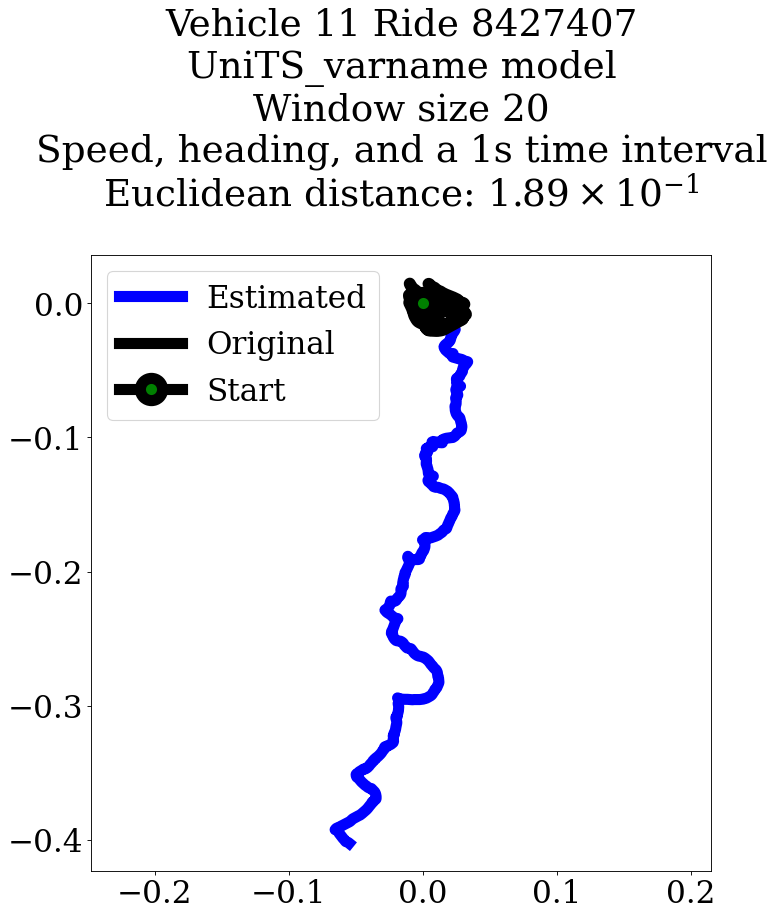 Vehicle 11 Ride 8427407
UniTS_varname model
Window size 20
Speed, heading, and a 1s time interval
Euclidean distance: 1.89 × 10⁻¹
Estimated
Original
Start
0.0
−0.1
−0.2
−0.3
−0.4
−0.2 −0.1 0.0 0.1 0.2